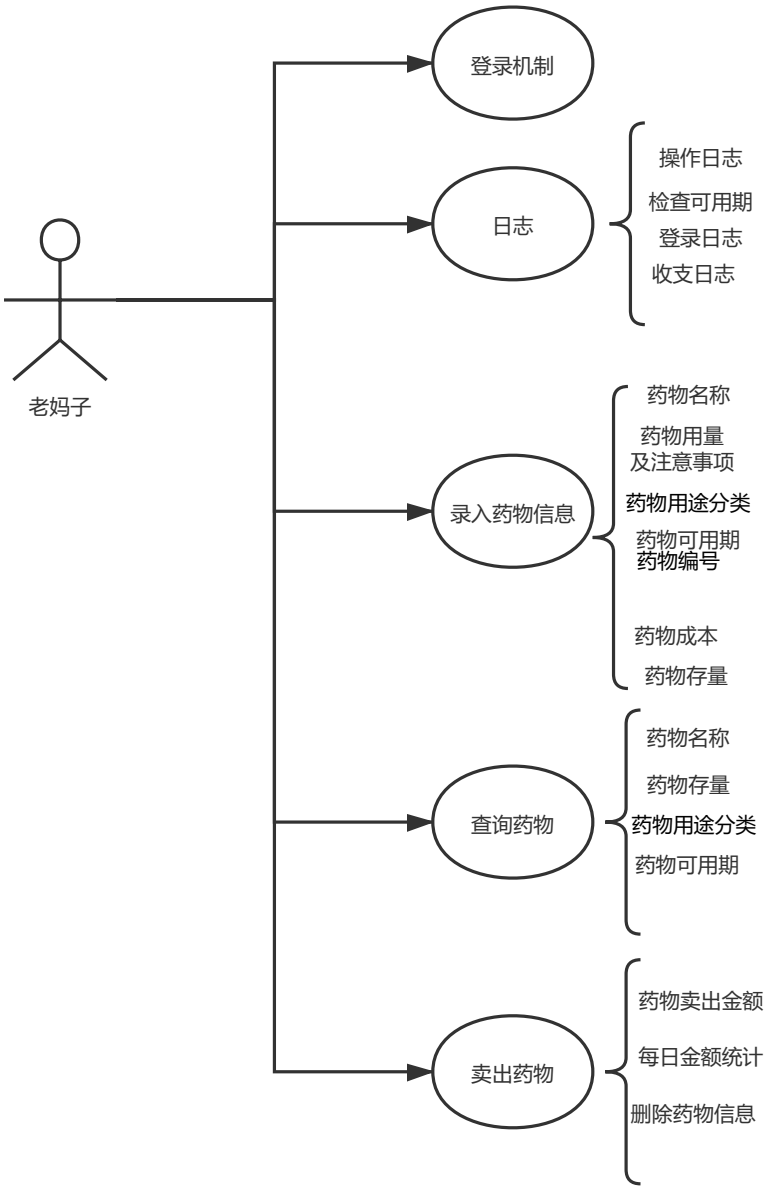 登录机制
日志
操作日志
检查可用期
登录日志
收支日志
老妈子
录入药物信息
药物名称
药物用量
及注意事项
药物用途分类
药物可用期
药物编号
药物成本
药物存量
查询药物
药物名称
药物存量
药物用途分类
药物可用期
卖出药物
药物卖出金额
每日金额统计
删除药物信息